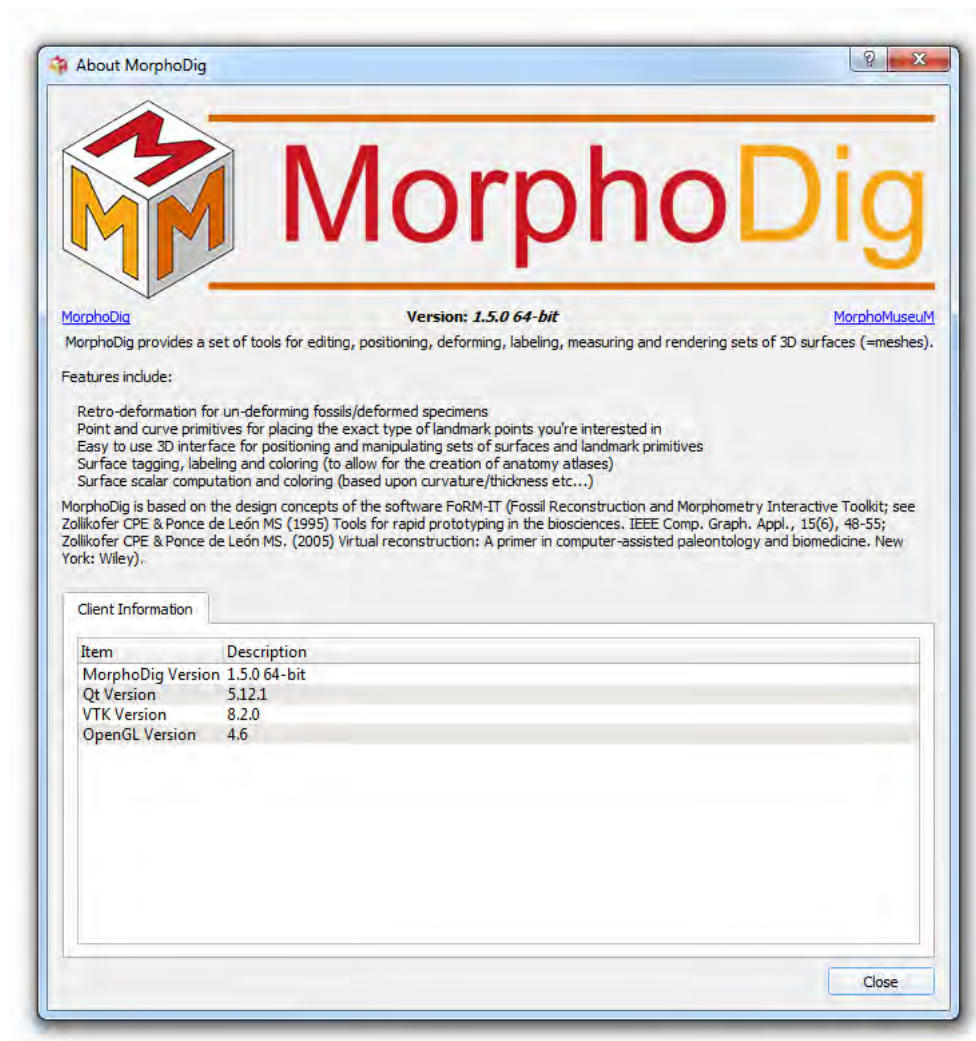 About MorphoDig
M
M M
MorphoDig
MorphoDig Version: 1.5.0 64-bit MorphoMuseuM
MorphoDig provides a set of tools for editing, positioning, deforming, labeling, measuring and rendering sets of 3D surfaces (=meshes).
Features include:
Retro-deformation for un-deforming fossils/deformed specimens
Point and curve primitives for placing the exact type of landmark points you're interested in
Easy to use 3D interface for positioning and manipulating sets of surfaces and landmark primitives
Surface tagging, labeling and coloring (to allow for the creation of anatomy atlases)
Surface scalar computation and coloring (based upon curvature/thickness etc...)
MorphoDig is based on the design concepts of the software FoRM-IT (Fossil Reconstruction and Morphometry Interactive Toolkit; see
Zollikofer CPE & Ponce de León MS (1995) Tools for rapid prototyping in the biosciences. IEEE Comp. Graph. Appl., 15(6), 48-55;
Zollikofer CPE & Ponce de León MS. (2005) Virtual reconstruction: A primer in computer-assisted paleontology and biomedicine. New
York: Wiley).
Client Information
Item Description
MorphoDig Version 1.5.0 64-bit
Qt Version 5.12.1
VTK Version 8.2.0
OpenGL Version 4.6
Close